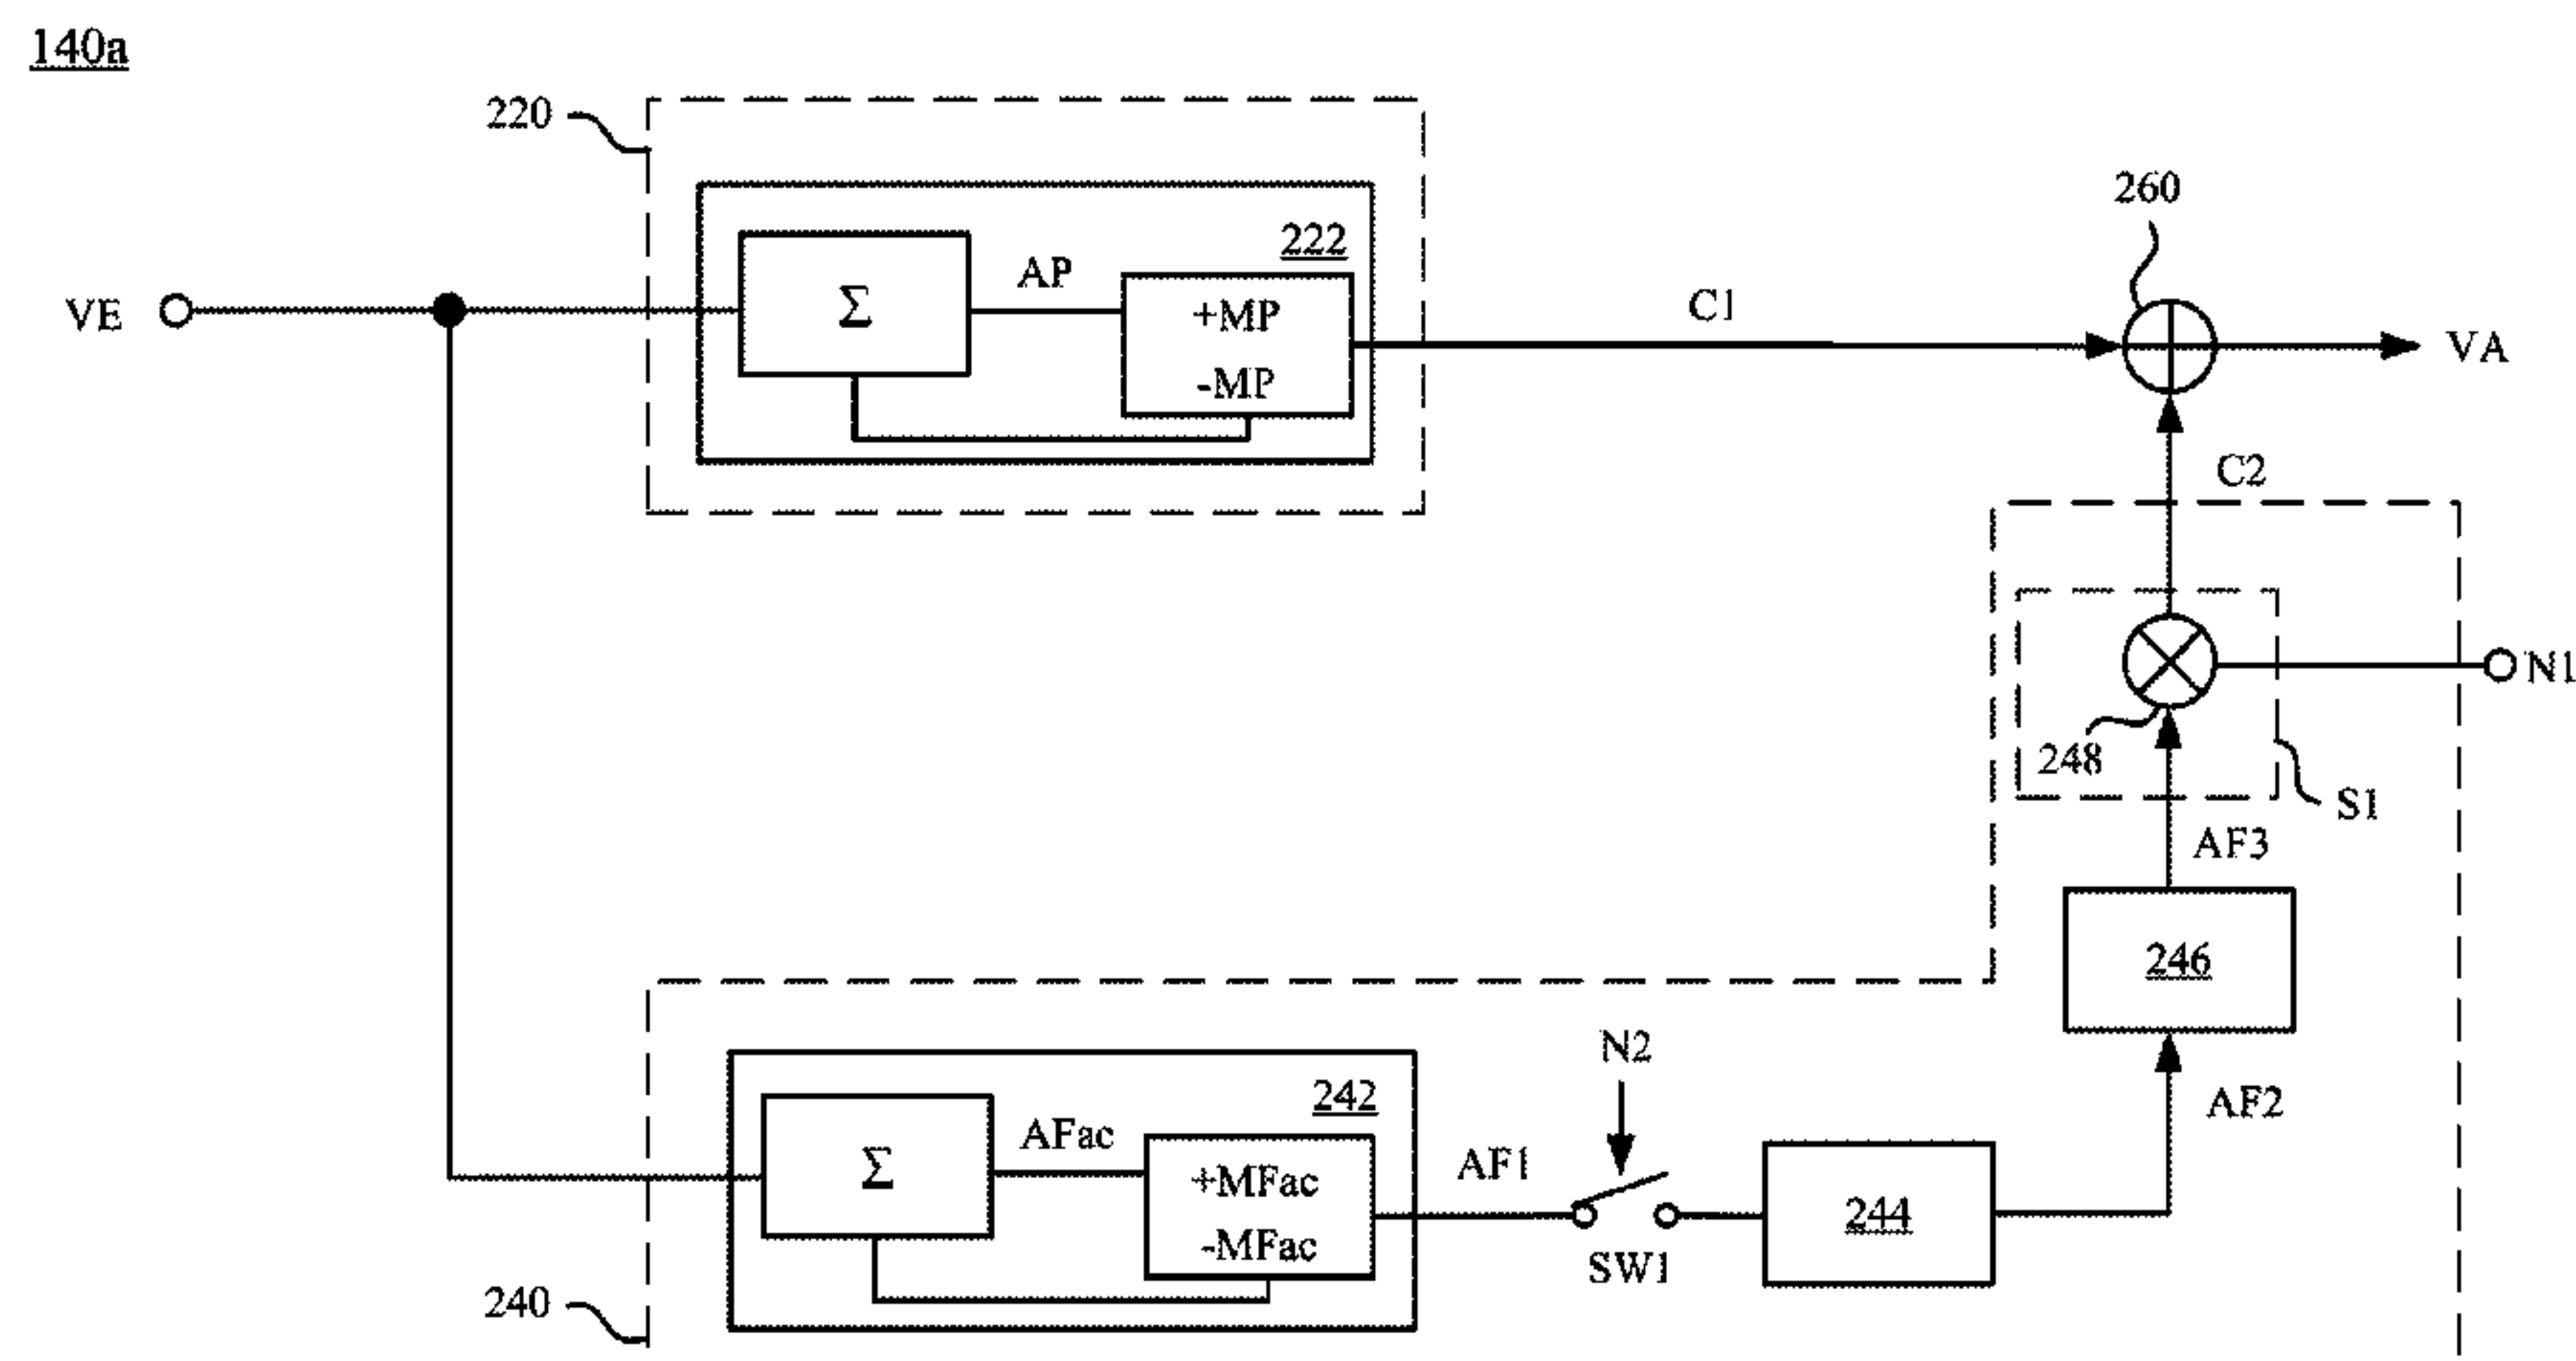 140a
220
260
222
Σ
AP
+MP
-MP
C1
VE
VA
C2
N1
248
S1
AF3
246
N2
242
Σ
AFac
+MFac
-MFac
AF1
SW1
244
AF2
240